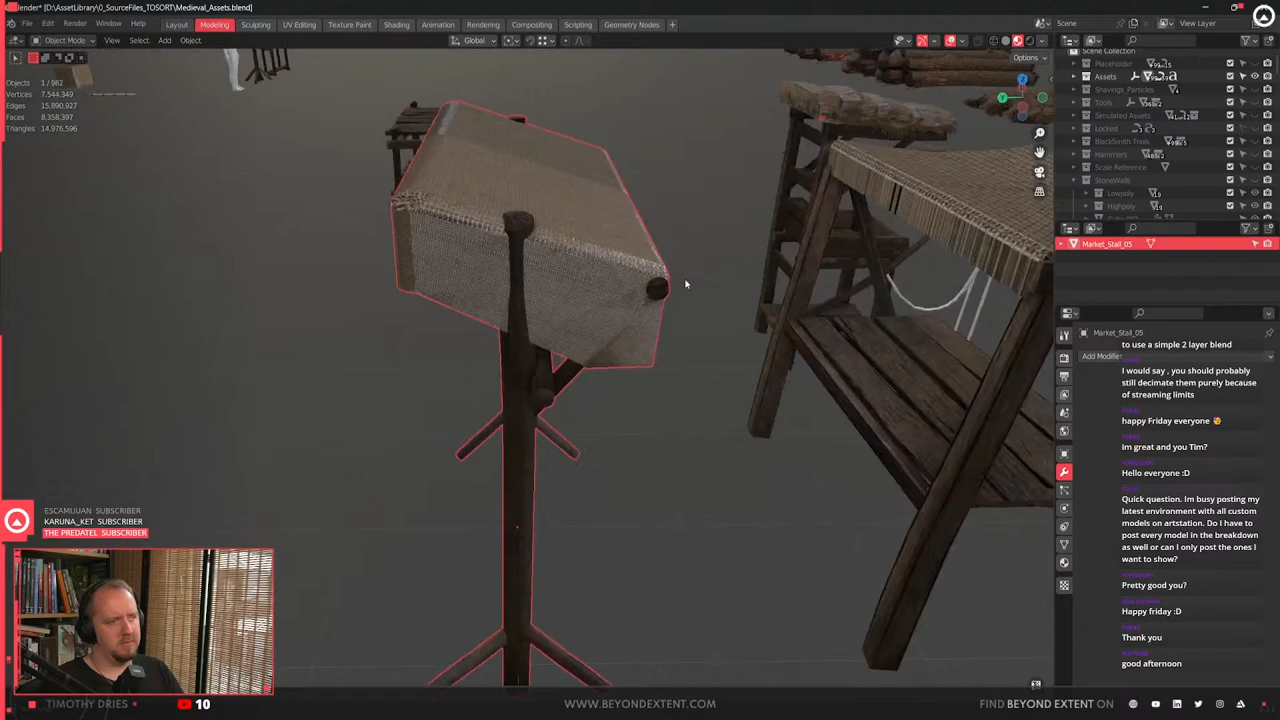 Blender* [D:\AssetLibrary\0_SourceFiles_TOSORT\Medieval_Assets.blend]
File Edit Render Window Help Layout Modeling Sculpting UV Editing Texture Paint Shading Animation Rendering Compositing Scripting Geometry Nodes + Scene View Layer
Object Mode View Select Add Object Global
Options
Objects 1 / 982
Vertices 7,544,349
Edges 15,890,927
Faces 8,358,397
Triangles 14,976,596
Scene Collection
Placeholder
Assets
Shavings_Particles
Tools
Simulated Assets
Locked
BlackSmith Tools
Hammers
Scale Reference
StoneWalls
Lowpoly
Highpoly
Market_Stall_05
Market_Stall_05
Add Modifier
to use a simple 2 layer blend
I would say , you should probably
still decimate them purely because
of streaming limits
happy Friday everyone 🥰
im great and you Tim?
Hello everyone :D
Quick question. Im busy posting my
latest environment with all custom
models on artstation. Do I have to
post every model in the breakdown
as well or can I only post the ones I
want to show?
Pretty good you?
Happy friday :D
Thank you
good afternoon
ESCAMIJUAN SUBSCRIBER
KARUNA_KET SUBSCRIBER
THE PREDATEL SUBSCRIBER
TIMOTHY DRIES 10 WWW.BEYONDEXTENT.COM FIND BEYOND EXTENT ON